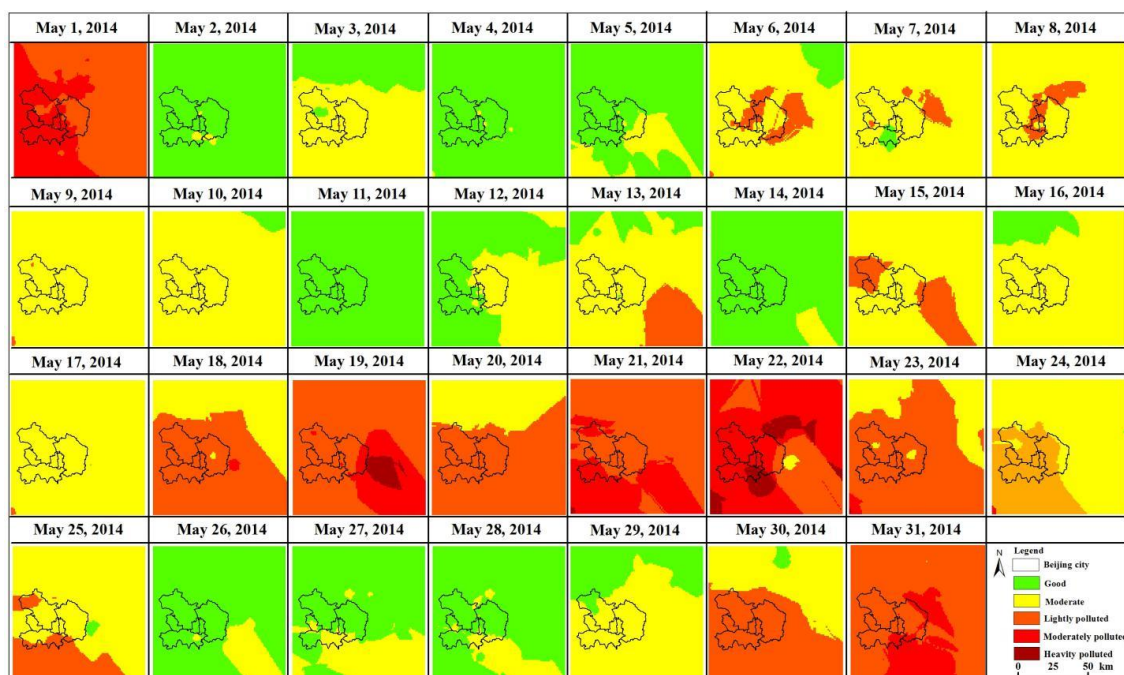 May 1, 2014 May 2, 2014 May 3, 2014 May 4, 2014 May 5, 2014 May 6, 2014 May 7, 2014 May 8, 2014
May 9, 2014 May 10, 2014 May 11, 2014 May 12, 2014 May 13, 2014 May 14, 2014 May 15, 2014 May 16, 2014
May 17, 2014 May 18, 2014 May 19, 2014 May 20, 2014 May 21, 2014 May 22, 2014 May 23, 2014 May 24, 2014
May 25, 2014 May 26, 2014 May 27, 2014 May 28, 2014 May 29, 2014 May 30, 2014 May 31, 2014
N
Legend
Beijing city
Good
Moderate
Lightly polluted
Moderately polluted
Heavity polluted
0 25 50 km